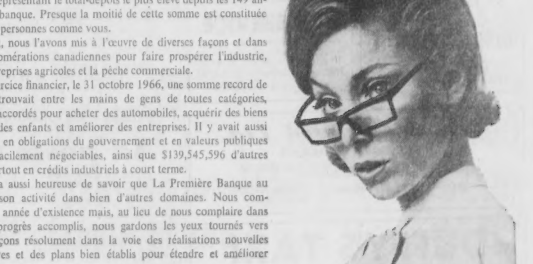 représentant le total-dépôt le plus élevé depuis les 149 an-
banque. Presque la moitié de cette somme est constituée
personnes comme vous.
, nous l'avons mis à l'œuvre de diverses façons et dans
omérations canadiennes pour faire prospérer l'industrie,
reprises agricoles et la pêche commerciale.
ercice financier, le 31 octobre 1966, une somme record de
trouvait entre les mains de gens de toutes catégories,
accordés pour acheter des automobiles, acquérir des biens
des enfants et améliorer des entreprises. Il y avait aussi
en obligations du gouvernement et en valeurs publiques
facilement négociables, ainsi que $139,545,596 d'autres
rtout en crédits industriels à court terme.
a aussi heureuse de savoir que La Première Banque au
son activité dans bien d'autres domaines. Nous com-
année d'existence mais, au lieu de nous complaire dans
progrès accomplis, nous gardons les yeux tournés vers
çons résolument dans la voie des réalisations nouvelles
es et des plans bien établis pour étendre et améliorer